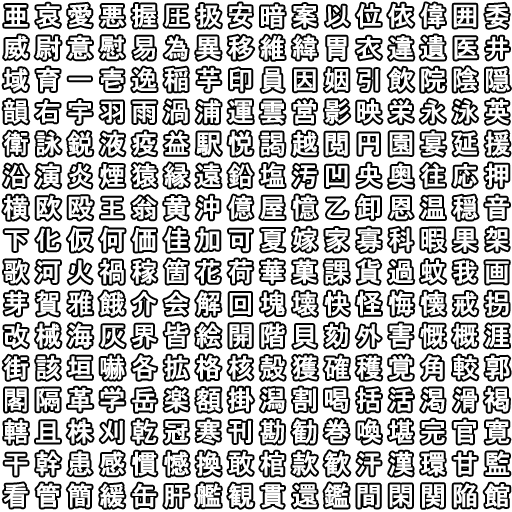 亜哀愛悪握圧扱安暗案以位依偉囲委
威尉意慰易為異移維緯胃衣違遺医井
域育一壱逸稲芋印員因姻引飲院陰隠
韻右宇羽雨渦浦運雲営影映栄永泳英
衛詠鋭液疫益駅悦謁越閲円園宴延援
沿演炎煙猿縁遠鉛塩汚凹央奥往応押
横欧殴王翁黄沖億屋憶乙卸恩温穏音
下化仮何価佳加可夏嫁家寡科暇果架
歌河火禍稼箇花荷華菓課貨過蚊我画
芽賀雅餓介会解回塊壊快怪悔懐戒拐
改械海灰界皆絵開階貝劾外害慨概涯
街該垣嚇各拡格核殻獲確穫覚角較郭
閣隔革学岳楽額掛潟割喝括活渇滑褐
轄且株刈乾冠寒刊勘勧巻喚堪完官寛
干幹患感慣憾換敢棺款歓汗漢環甘監
看管簡緩缶肝艦観貫還鑑間閑関陥館